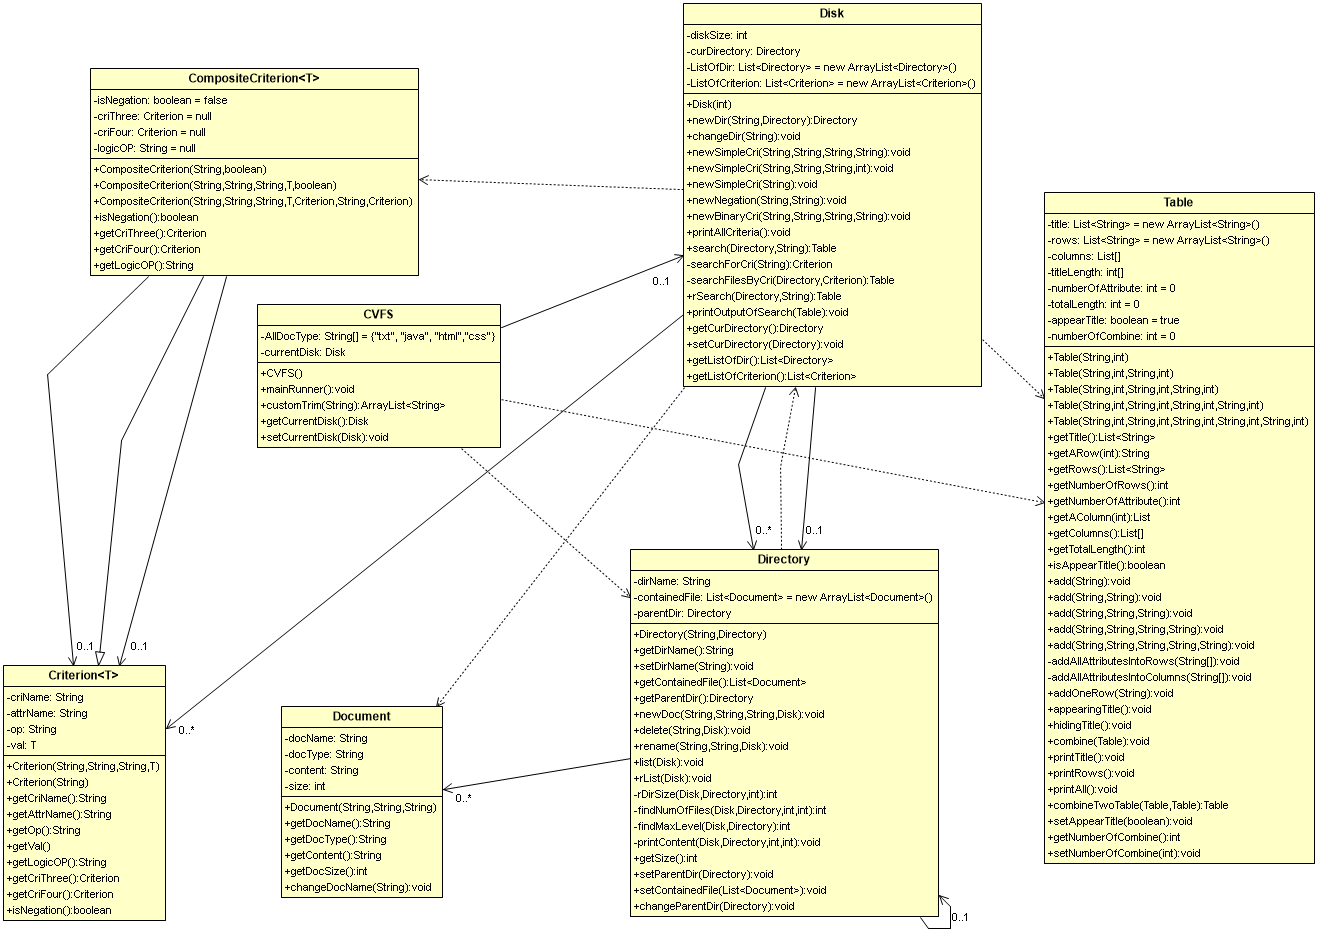 CompositeCriterion<T>
-isNegation: boolean = false
-criThree: Criterion = null
-criFour: Criterion = null
-logicOP: String = null
+CompositeCriterion(String,boolean)
+CompositeCriterion(String,String,String,T,boolean)
+CompositeCriterion(String,String,String,T,Criterion,String,Criterion)
+isNegation():boolean
+getCriThree():Criterion
+getCriFour():Criterion
+getLogicOP():String
Disk
-diskSize: int
-curDirectory: Directory
-ListOfDir: List<Directory> = new ArrayList<Directory>()
-ListOfCriterion: List<Criterion> = new ArrayList<Criterion>()
+Disk(int)
+newDir(String,Directory):Directory
+changeDir(String):void
+newSimpleCri(String,String,String,String):void
+newSimpleCri(String,String,String,int):void
+newSimpleCri(String):void
+newNegation(String,String):void
+newBinaryCri(String,String,String,String):void
+printAllCriteria():void
+search(Directory,String):Table
-searchForCri(String):Criterion
-searchFilesByCri(Directory,Criterion):Table
+rSearch(Directory,String):Table
+printOutputOfSearch(Table):void
+getCurDirectory():Directory
+setCurDirectory(Directory):void
+getListOfDir():List<Directory>
+getListOfCriterion():List<Criterion>
Table
-title: List<String> = new ArrayList<String>()
-rows: List<String> = new ArrayList<String>()
-columns: List[]
-titleLength: int[]
-numberOfAttribute: int = 0
-totalLength: int = 0
-appearTitle: boolean = true
-numberOfCombine: int = 0
+Table(String,int)
+Table(String,int,String,int)
+Table(String,int,String,int,String,int)
+Table(String,int,String,int,String,int,String,int)
+Table(String,int,String,int,String,int,String,int,String,int)
+getTitle():List<String>
+getARow(int):String
+getRows():List<String>
+getNumberOfRows():int
+getNumberOfAttribute():int
+getAColumn(int):List
+getColumns():List[]
+getTotalLength():int
+isAppearTitle():boolean
+add(String):void
+add(String,String):void
+add(String,String,String):void
+add(String,String,String,String):void
+add(String,String,String,String,String):void
-addAllAttributesIntoRows(String[]):void
-addAllAttributesIntoColumns(String[]):void
+addOneRow(String):void
+appearingTitle():void
+hidingTitle():void
+combine(Table):void
+printTitle():void
+printRows():void
+printAll():void
+combineTwoTable(Table,Table):Table
+setAppearTitle(boolean):void
+getNumberOfCombine():int
+setNumberOfCombine(int):void
CVFS
-AllDocType: String[] = {"txt", "java", "html","css"}
-currentDisk: Disk
+CVFS()
+mainRunner():void
+customTrim(String):ArrayList<String>
+getCurrentDisk():Disk
+setCurrentDisk(Disk):void
0..1
0..*
0..1
Directory
-dirName: String
-containedFile: List<Document> = new ArrayList<Document>()
-parentDir: Directory
+Directory(String,Directory)
+getDirName():String
+setDirName(String):void
+getContainedFile():List<Document>
+getParentDir():Directory
+newDoc(String,String,String,Disk):void
+delete(String,Disk):void
+rename(String,String,Disk):void
+list(Disk):void
+rList(Disk):void
-rDirSize(Disk,Directory,int):int
-findNumOfFiles(Disk,Directory,int,int):int
-findMaxLevel(Disk,Directory):int
-printContent(Disk,Directory,int,int):void
+getSize():int
+setParentDir(Directory):void
+setContainedFile(List<Document>):void
+changeParentDir(Directory):void
0..1
0..1
0..1
Criterion<T>
-criName: String
-attrName: String
-op: String
-val: T
+Criterion(String,String,String,T)
+Criterion(String)
+getCriName():String
+getAttrName():String
+getOp():String
+getVal()
+getLogicOP():String
+getCriThree():Criterion
+getCriFour():Criterion
+isNegation():boolean
0..*
Document
-docName: String
-docType: String
-content: String
-size: int
+Document(String,String,String)
+getDocName():String
+getDocType():String
+getContent():String
+getDocSize():int
+changeDocName(String):void
0..*